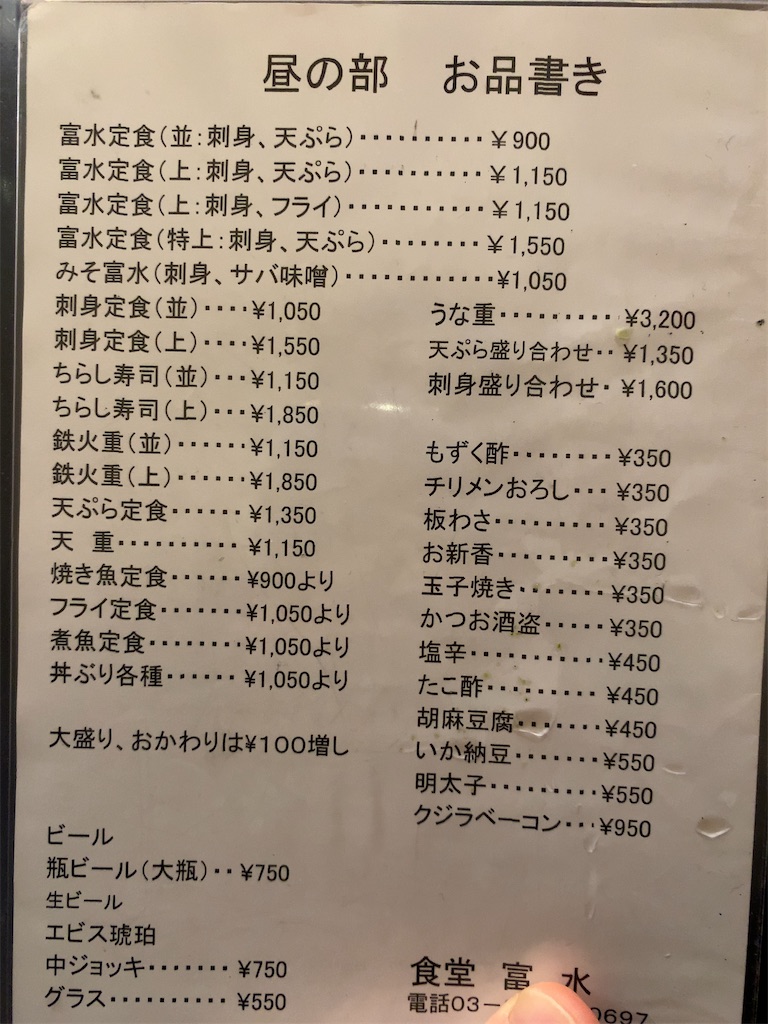 昼の部　お品書き
富水定食（並：刺身、天ぷら）‥‥‥‥‥ ¥900
富水定食（上：刺身、天ぷら）‥‥‥‥‥ ¥1,150
富水定食（上：刺身、フライ）‥‥‥‥‥ ¥1,150
富水定食（特上：刺身、天ぷら）‥‥‥‥ ¥1,550
みそ富水（刺身、サバ味噌）‥‥‥‥‥‥¥1,050
刺身定食（並）‥‥¥1,050
刺身定食（上）‥‥¥1,550
ちらし寿司（並）‥‥¥1,150
ちらし寿司（上）‥‥¥1,850
鉄火重（並）‥‥‥¥1,150
鉄火重（上）‥‥‥¥1,850
天ぷら定食‥‥‥ ¥1,350
天　重‥‥‥‥‥ ¥1,150
焼き魚定食‥‥‥ ¥900より
フライ定食‥‥‥‥¥1,050より
煮魚定食‥‥‥‥ ¥1,050より
丼ぶり各種‥‥‥ ¥1,050より
大盛り、おかわりは¥１００増し
ビール
瓶ビール（大瓶）‥ ¥750
生ビール
エビス琥珀
中ジョッキ‥‥‥‥ ¥750
グラス‥‥‥‥‥ ¥550
うな重‥‥‥‥‥ ¥3,200
天ぷら盛り合わせ‥ ¥1,350
刺身盛り合わせ・ ¥1,600
もずく酢‥‥‥‥ ¥350
チリメンおろし‥‥ ¥350
板わさ‥‥‥‥‥ ¥350
お新香‥‥‥‥‥¥350
玉子焼き‥‥‥‥¥350
かつお酒盗‥‥‥¥350
塩辛‥‥‥‥‥‥¥450
たこ酢‥‥‥‥‥ ¥450
胡麻豆腐‥‥‥‥¥450
いか納豆‥‥‥‥¥550
明太子‥‥‥‥‥¥550
クジラベーコン‥‥¥950
食堂　富　水
電話０３－ 0697